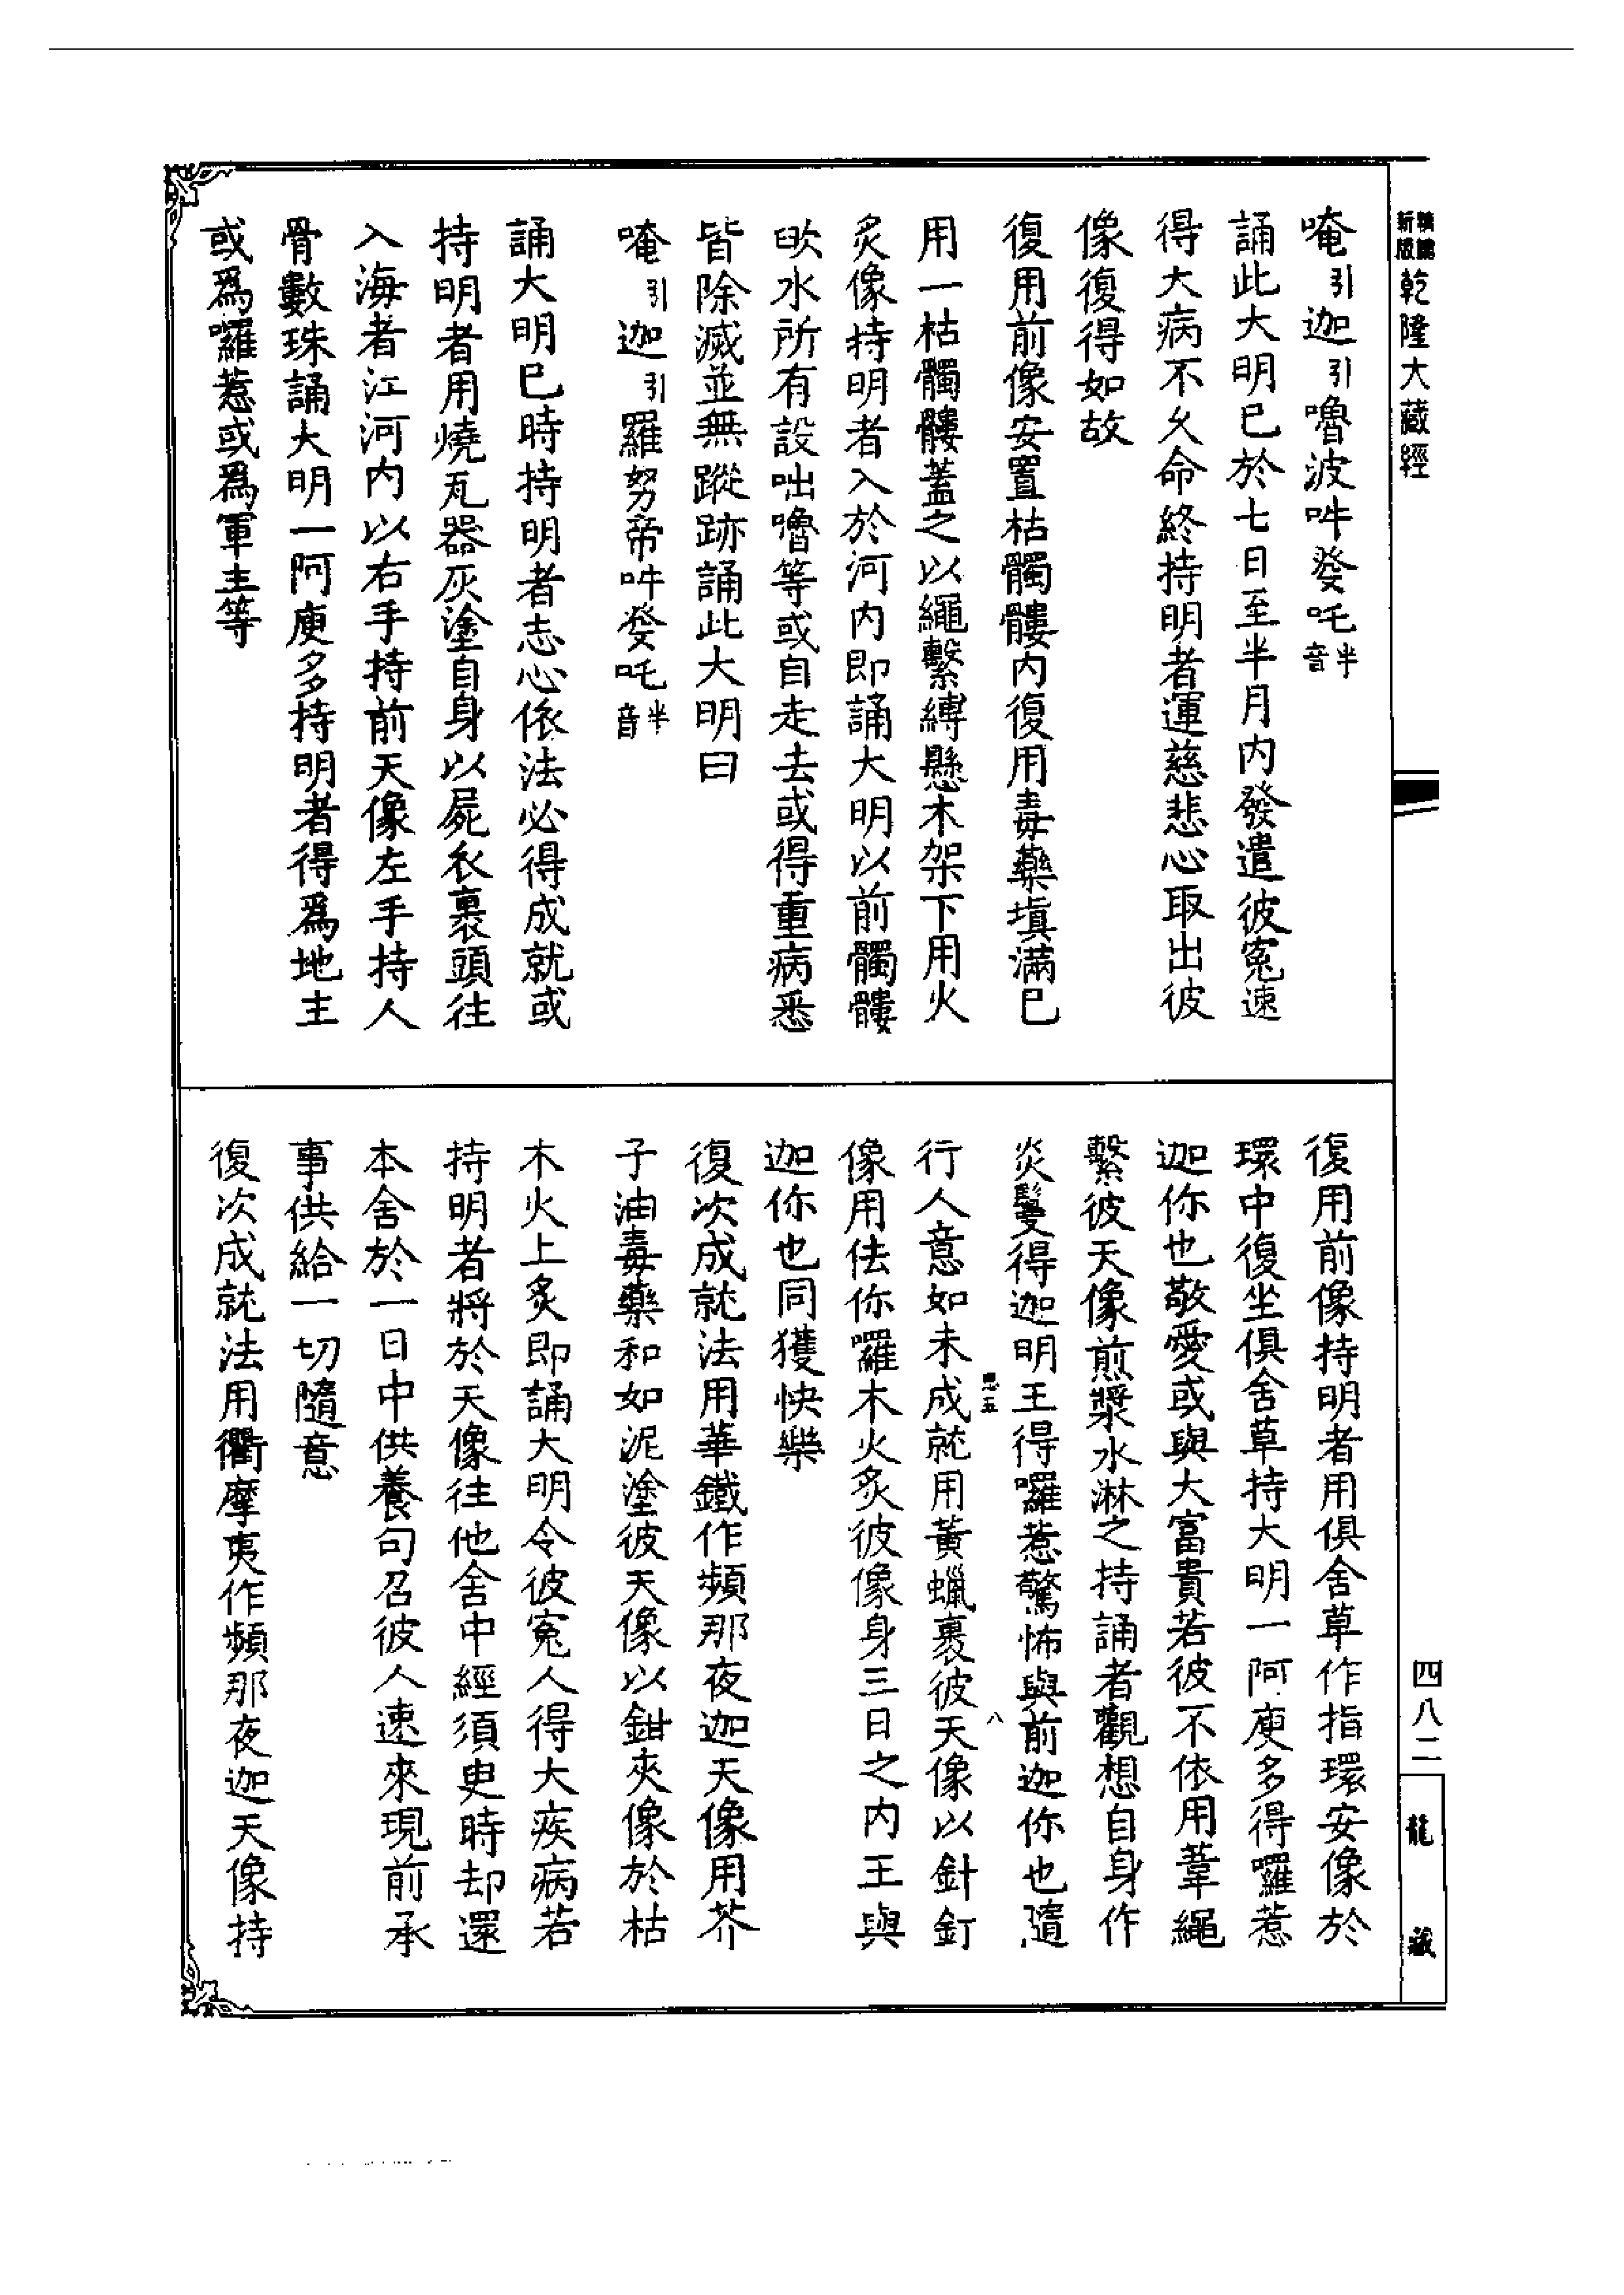 新版
乾隆大藏經
唵引迦引嚕波吽癹吒半音
誦此大明已於七日至半月內發遣彼寃速
得大病不久命終持明者運慈悲心取出彼
像復得如故
復用前像安置枯髑髏內復用毒藥塡滿已
用一枯髑髏蓋之以繩繫縛懸木架下用火
炙像持明者入於河內即誦大明以前髑髏
㰤水所有設咄嚕等或自走去或得重病悉
皆除滅並無蹤跡誦此大明曰
唵引迦引羅努帝吽癹吒半音
誦大明已時持明者志心依法必得成就或
持明者用燒瓦器灰塗自身以屍衣裹頭往
入海者江河內以右手持前天像左手持人
骨數珠誦大明一阿庾多持明者得爲地主
或爲囉惹或爲軍主等
復用前像持明者用俱舍草作指環安像於
環中復坐俱舍草持大明一阿庾多得囉惹
迦你也敬愛或與大富貴若彼不依用葦繩
繫彼天像煎漿水淋之持誦者觀想自身作
炎鬘得迦明王得囉惹驚怖與前迦你也隨
八
行人意如未成就用黃蠟裹彼天像以針釘
像用佉你囉木火炙彼像身三日之內王與
迦你也同獲快樂
復次成就法用華鐵作頻那夜迦天像用芥
子油毒藥和如泥塗彼天像以鉗夾像於枯
木火上炙即誦大明令彼寃人得大疾病若
持明者將於天像往他舍中經須臾時却還
本舍於一日中供養句召彼人速來現前承
事供給一切隨意
復次成就法用衢摩夷作頻那夜迦天像持
四八二
龍藏